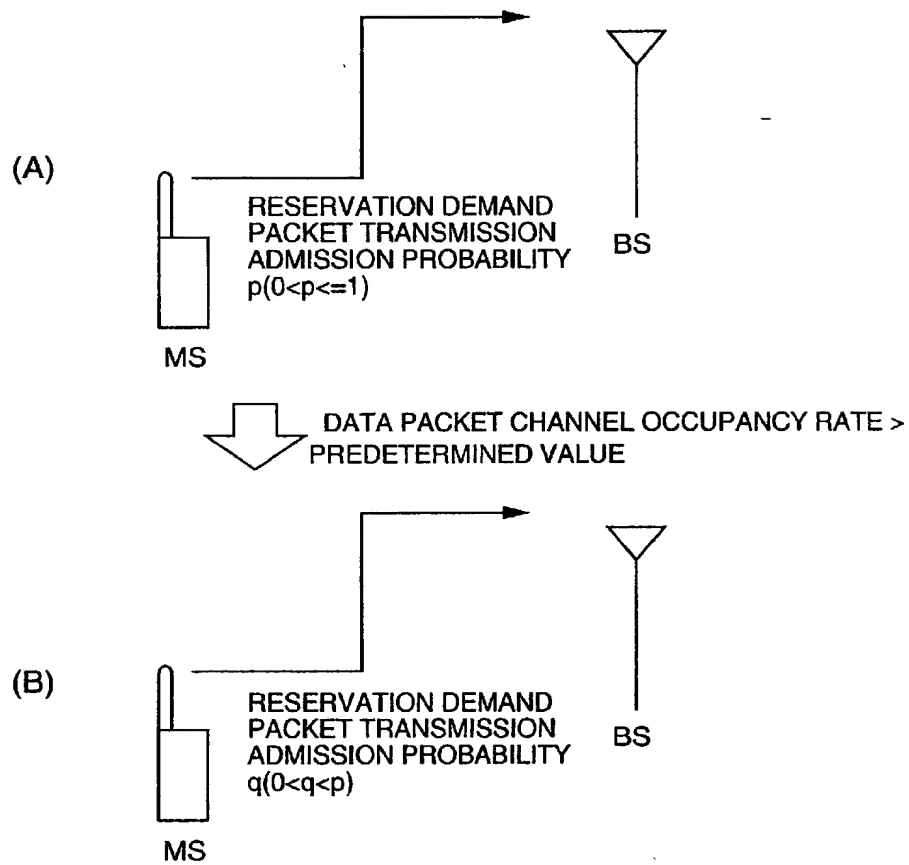 (A)
RESERVATION DEMAND
PACKET TRANSMISSION
ADMISSION PROBABILITY
p(0<p<=1)
BS
MS
DATA PACKET CHANNEL OCCUPANCY RATE >
PREDETERMINED VALUE
(B)
RESERVATION DEMAND
PACKET TRANSMISSION
ADMISSION PROBABILITY
q(0<q<p)
BS
MS